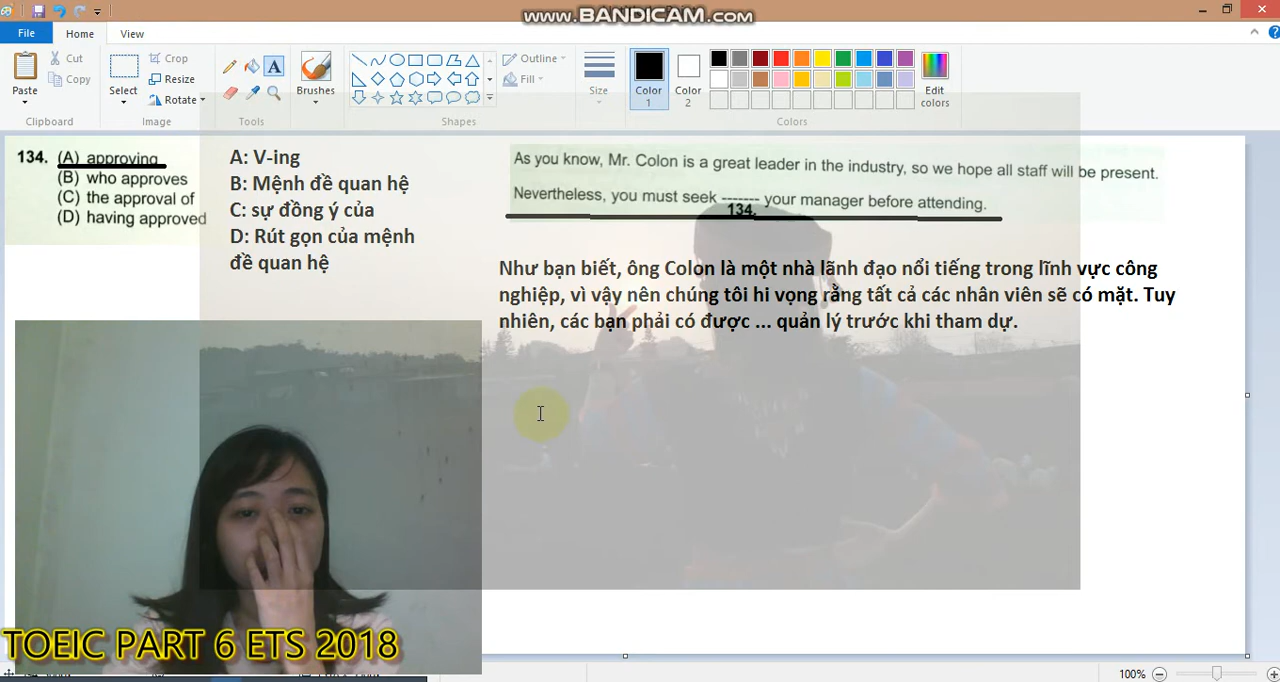 www.BANDICAM.com
File
Home
View
Paste
Cut
Copy
Clipboard
Select
Crop
Resize
Rotate
Image
A
Tools
Brushes
Outline
Fill
Shapes
Size
Color
1
Color
2
Edit
colors
Colors
134. (A) approving
(B) who approves
(C) the approval of
(D) having approved
A: V-ing
B: Mệnh đề quan hệ
C: sự đồng ý của
D: Rút gọn của mệnh
đề quan hệ
As you know, Mr. Colon is a great leader in the industry, so we hope all staff will be present.
Nevertheless, you must seek ------- your manager before attending.
134.
Như bạn biết, ông Colon là một nhà lãnh đạo nổi tiếng trong lĩnh vực công
nghiệp, vì vậy nên chúng tôi hi vọng rằng tất cả các nhân viên sẽ có mặt. Tuy
nhiên, các bạn phải có được ... quản lý trước khi tham dự.
TOEIC PART 6 ETS 2018
100%